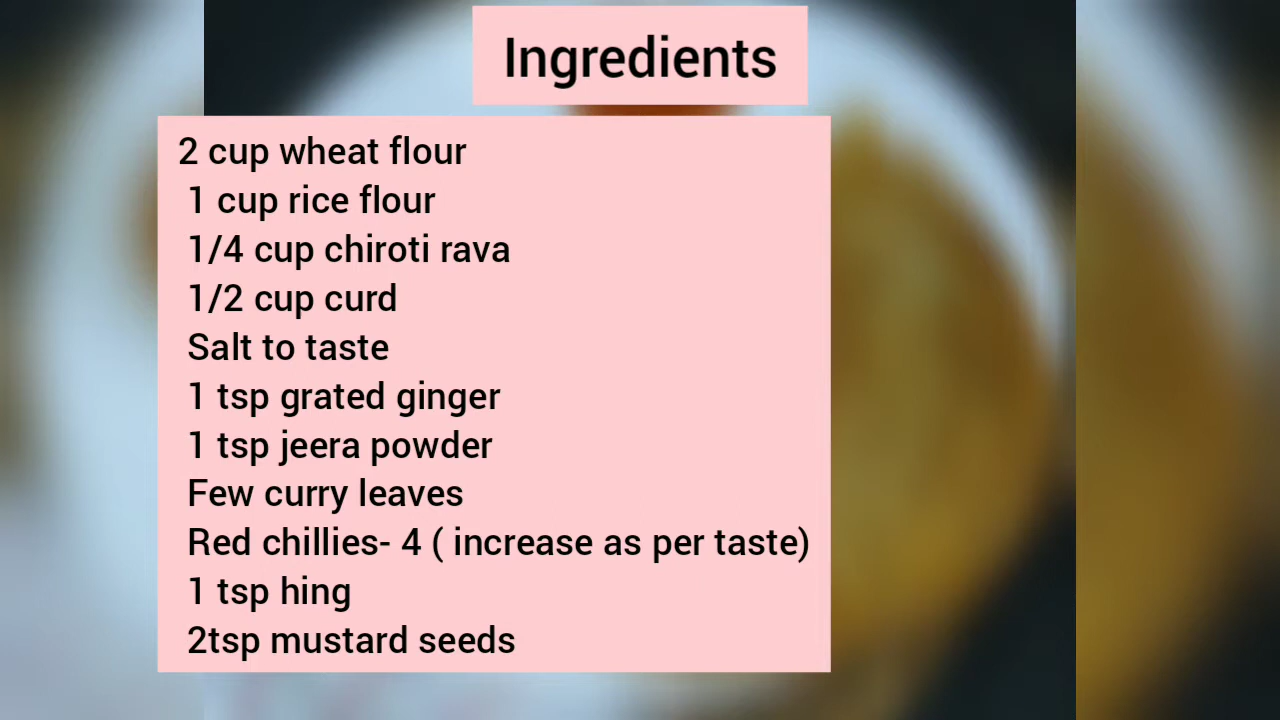 Ingredients
2 cup wheat flour
1 cup rice flour
1/4 cup chiroti rava
1/2 cup curd
Salt to taste
1 tsp grated ginger
1 tsp jeera powder
Few curry leaves
Red chillies- 4 ( increase as per taste)
1 tsp hing
2tsp mustard seeds